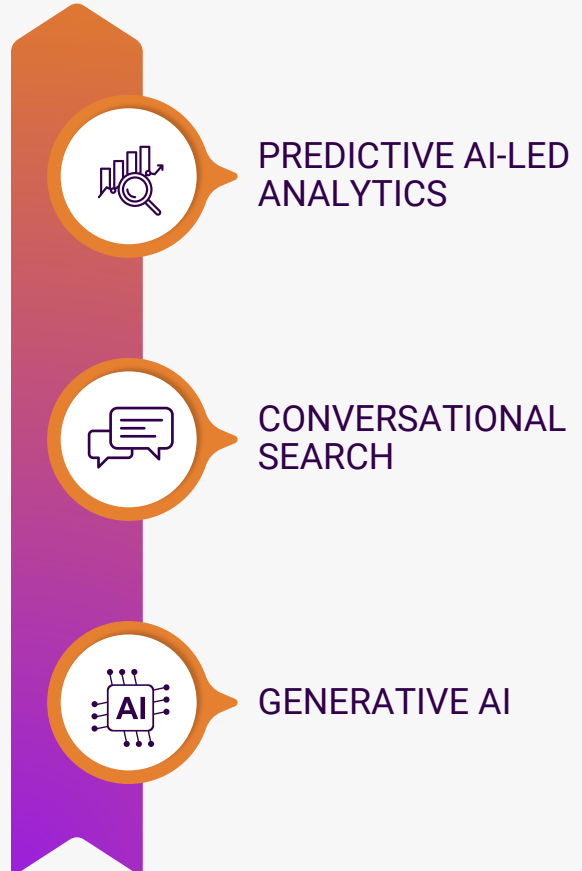 PREDICTIVE AI-LED
ANALYTICS
CONVERSATIONAL
SEARCH
AI
GENERATIVE AI